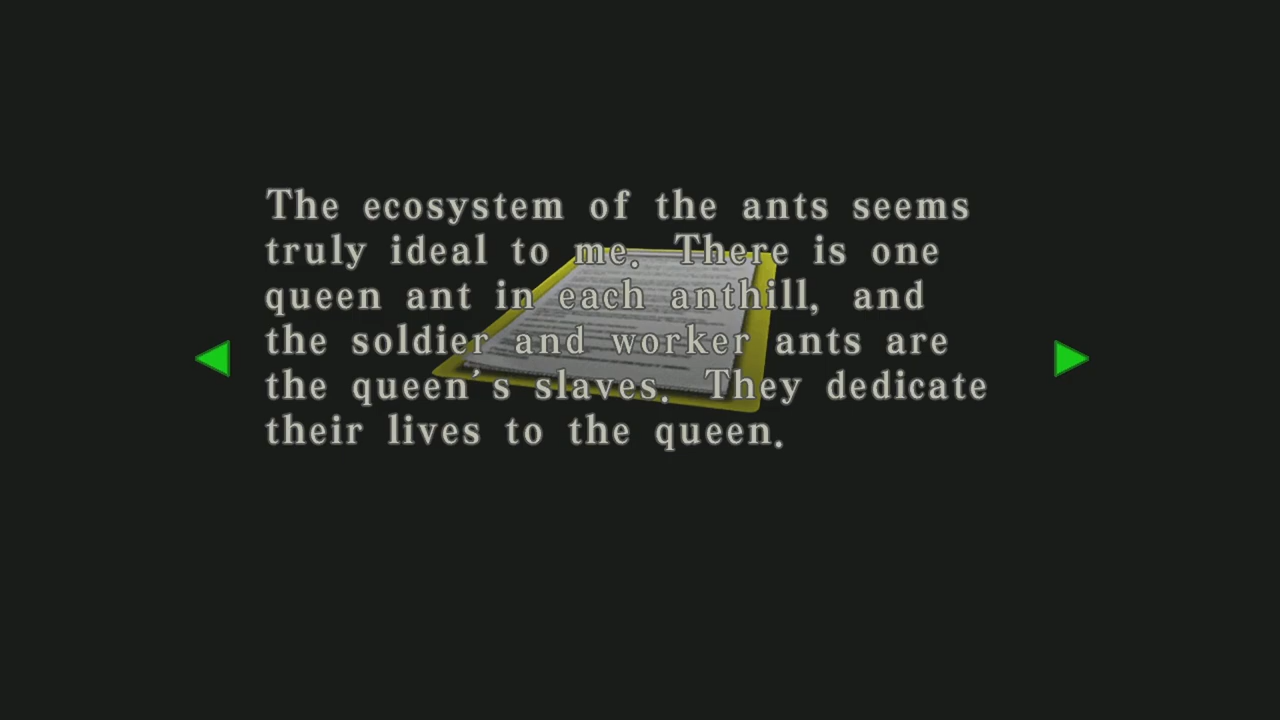 The ecosystem of the ants seems
truly ideal to me. There is one
queen ant in each anthill, and
the soldier and worker ants are
the queen's slaves. They dedicate
their lives to the queen.